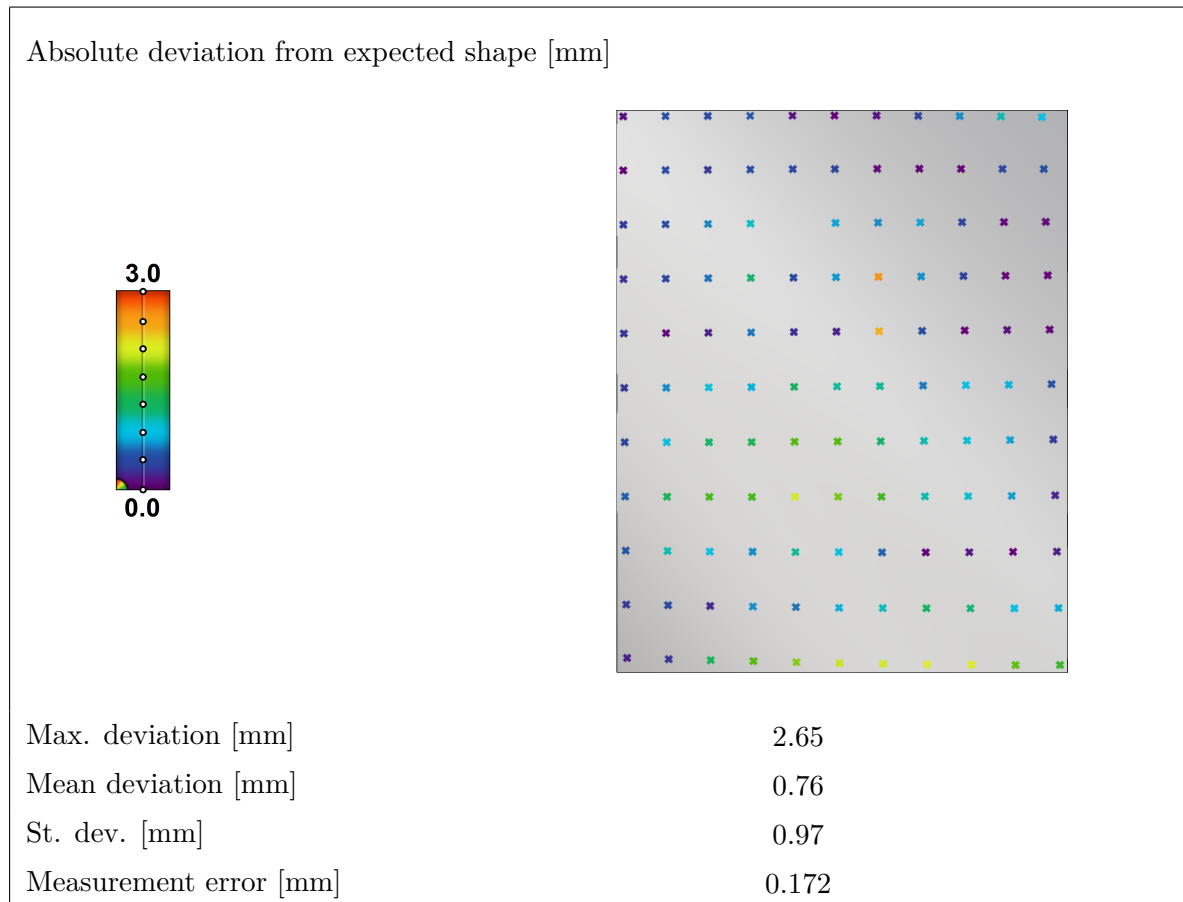 Absolute deviation from expected shape [mm]
3.0
0.0
Max. deviation [mm] 2.65
Mean deviation [mm] 0.76
St. dev. [mm] 0.97
Measurement error [mm] 0.172